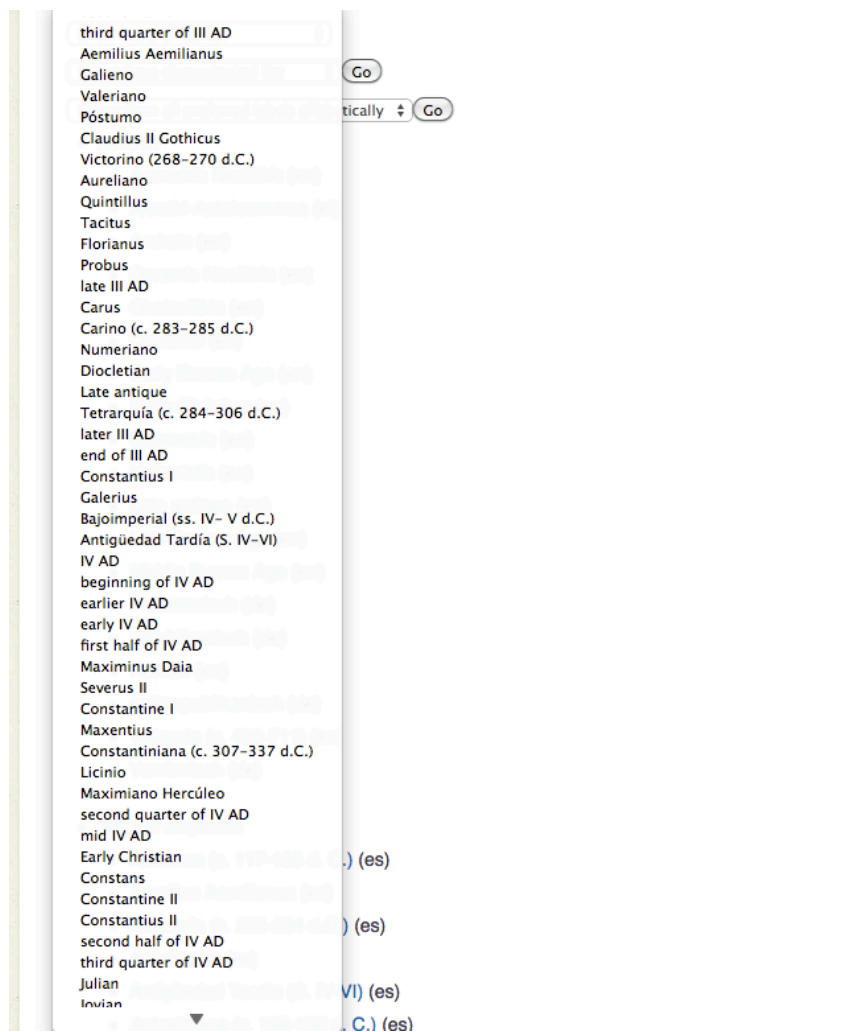 third quarter of III AD
Aemilius Aemilianus
Galieno
Go
Valeriano
Póstumo
tically
Go
Claudius II Gothicus
Victorino (268–270 d.C.)
Aureliano
Quintillus
Tacitus
Florianus
Probus
late III AD
Carus
Carino (c. 283–285 d.C.)
Numeriano
Diocletian
Late antique
Tetrarquía (c. 284–306 d.C.)
later III AD
end of III AD
Constantius I
Galerius
Bajoimperial (ss. IV– V d.C.)
Antigüedad Tardía (S. IV–VI)
IV AD
beginning of IV AD
earlier IV AD
early IV AD
first half of IV AD
Maximinus Daia
Severus II
Constantine I
Maxentius
Constantiniana (c. 307–337 d.C.)
Licinio
Maximiano Hercúleo
second quarter of IV AD
mid IV AD
Early Christian
.) (es)
Constans
Constantine II
Constantius II
) (es)
second half of IV AD
third quarter of IV AD
Julian
VI) (es)
Jovian
. C.) (es)